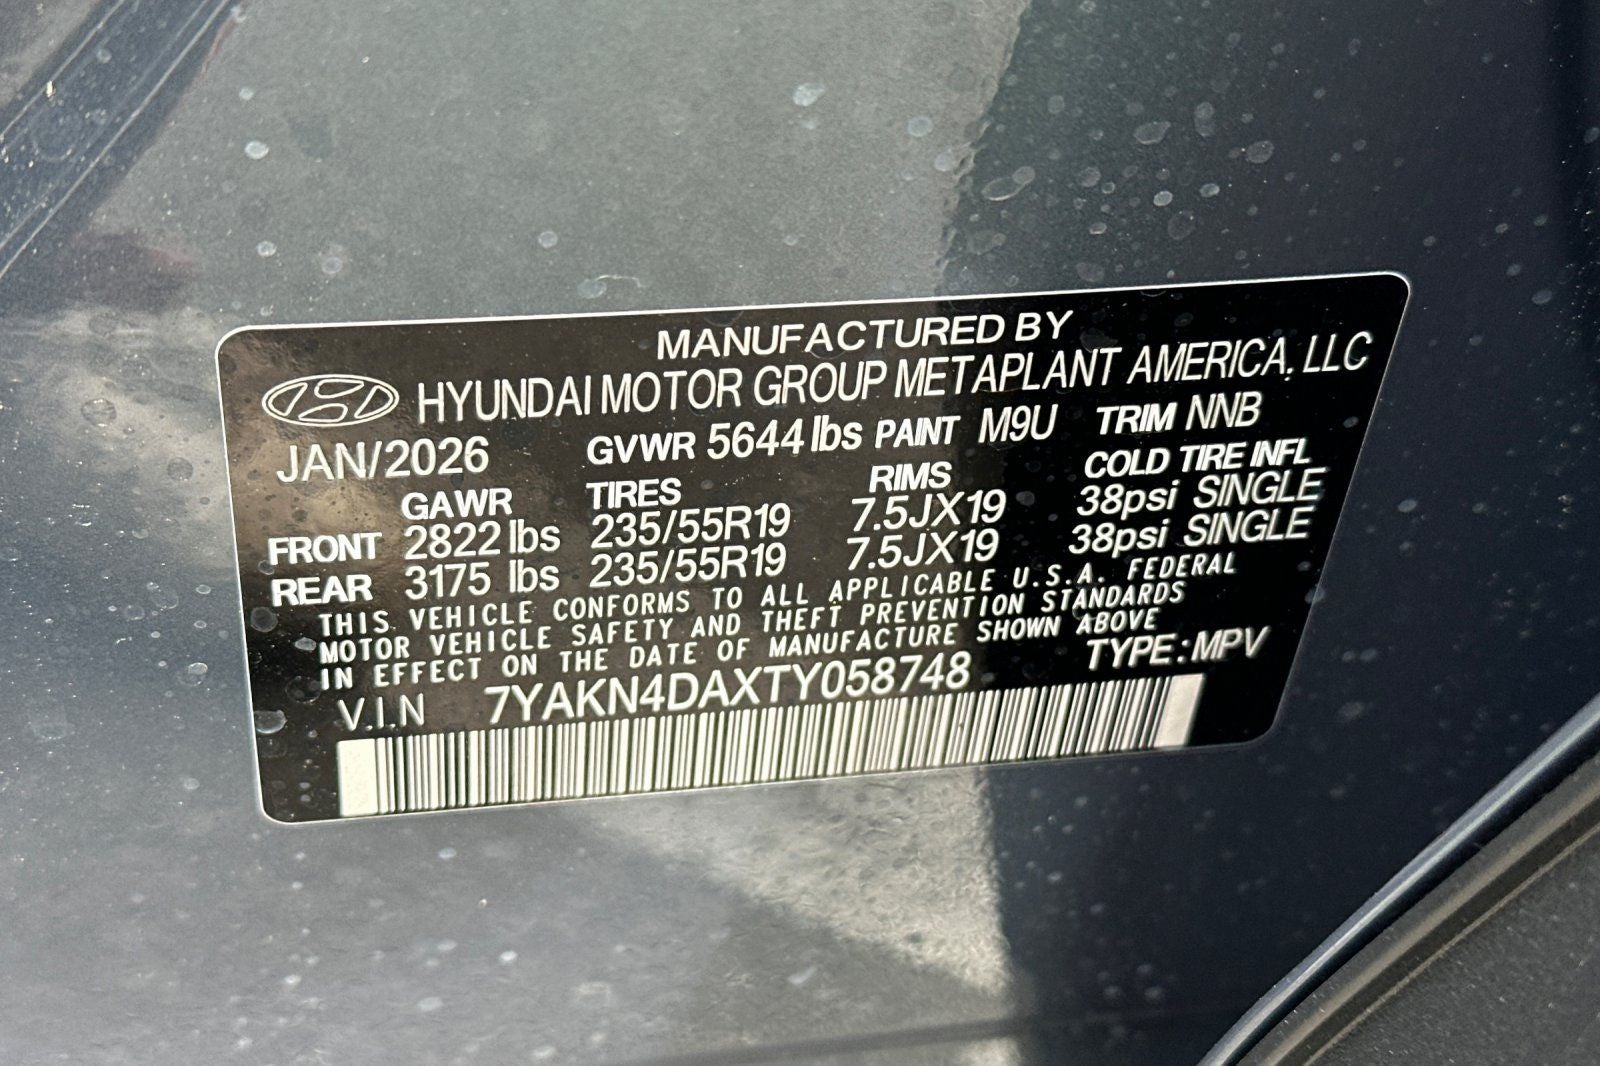 MANUFACTURED BY
HYUNDAI MOTOR GROUP METAPLANT AMERICA, LLC
JAN/2026 GVWR 5644 lbs PAINT M9U TRIM NNB
GAWR TIRES RIMS COLD TIRE INFL
FRONT 2822 lbs 235/55R19 7.5JX19 38psi SINGLE
REAR 3175 lbs 235/55R19 7.5JX19 38psi SINGLE
THIS VEHICLE CONFORMS TO ALL APPLICABLE U.S.A. FEDERAL
MOTOR VEHICLE SAFETY AND THEFT PREVENTION STANDARDS
IN EFFECT ON THE DATE OF MANUFACTURE SHOWN ABOVE
V.I.N 7YAKN4DAXTY058748 TYPE:MPV